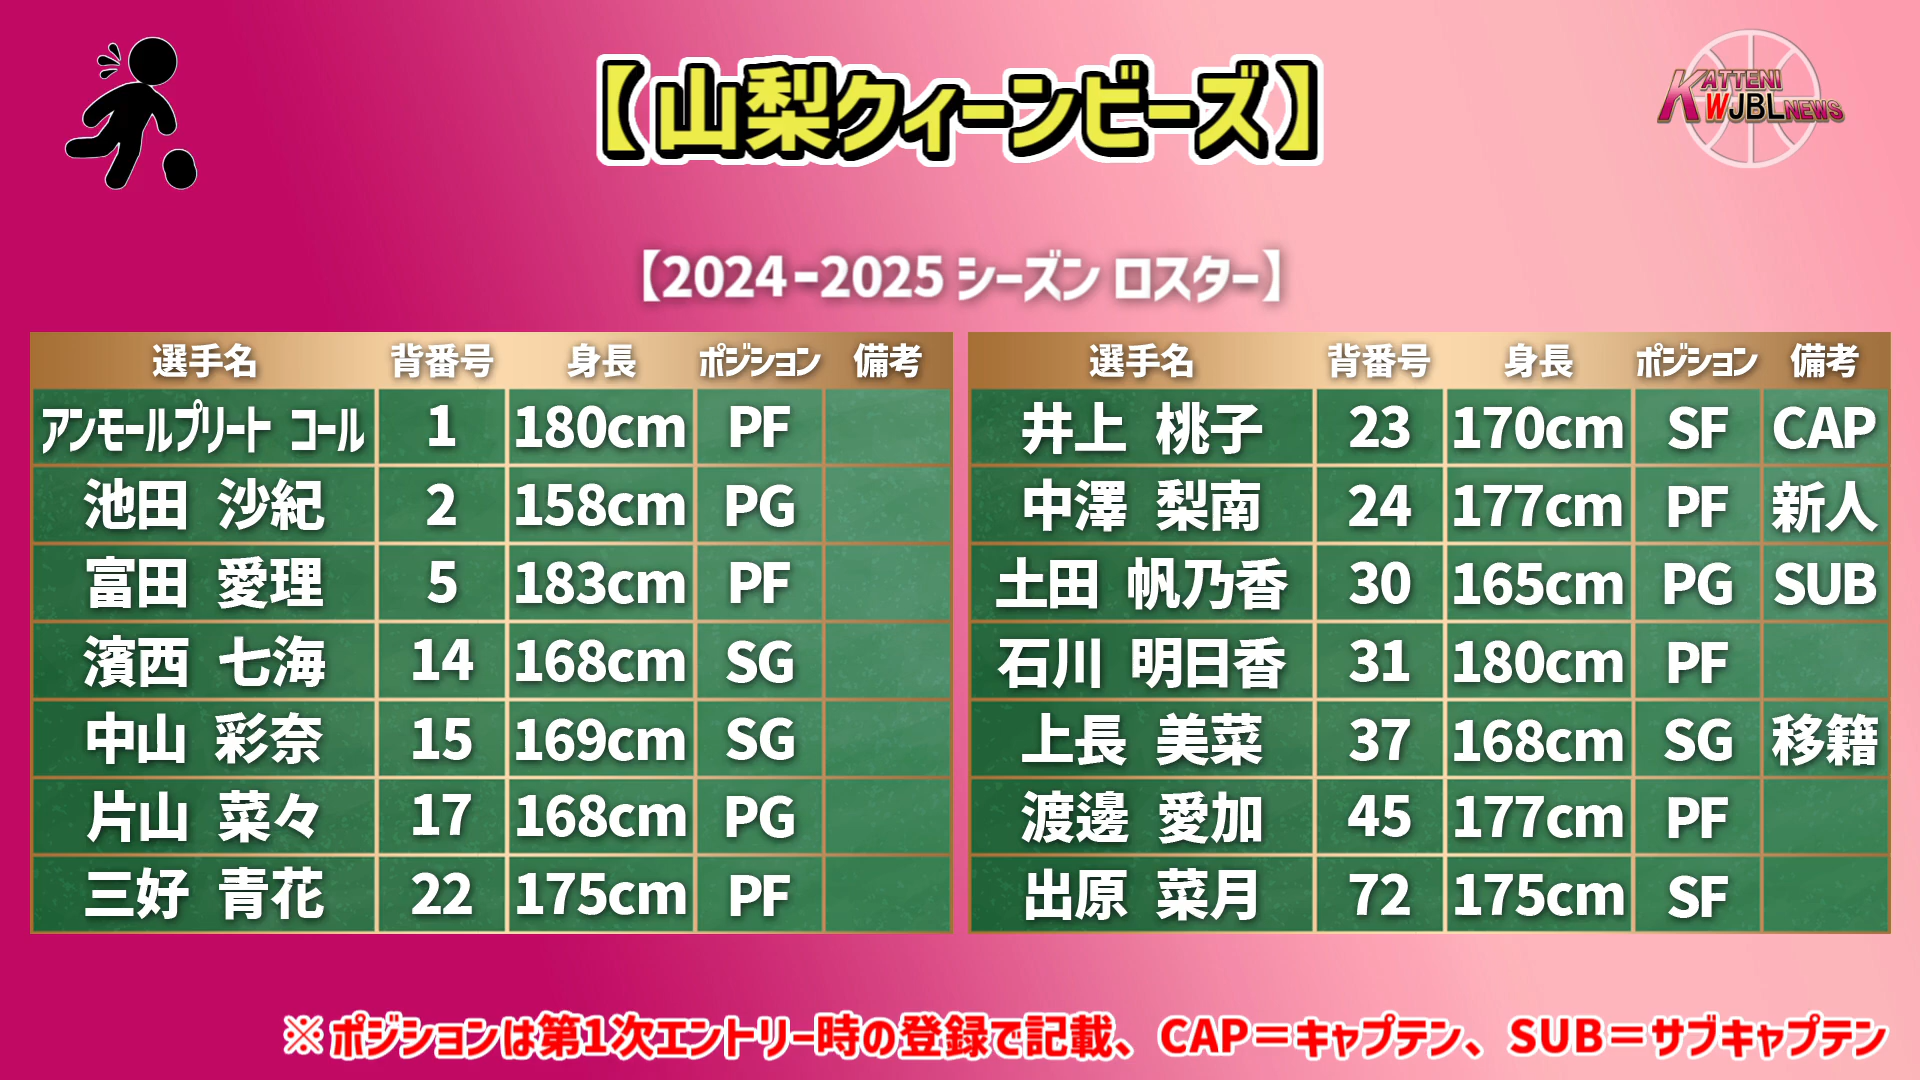 【山梨クィーンビーズ】
KATTENI
WJBL NEWS
【2024-2025 シーズン ロスター】
選手名 背番号 身長 ポジション 備考
アンモールプリート コール 1 180cm PF
池田 沙紀 2 158cm PG
富田 愛理 5 183cm PF
濱西 七海 14 168cm SG
中山 彩奈 15 169cm SG
片山 菜々 17 168cm PG
三好 青花 22 175cm PF
選手名 背番号 身長 ポジション 備考
井上 桃子 23 170cm SF CAP
中澤 梨南 24 177cm PF 新人
土田 帆乃香 30 165cm PG SUB
石川 明日香 31 180cm PF
上長 美菜 37 168cm SG 移籍
渡邊 愛加 45 177cm PF
出原 菜月 72 175cm SF
※ポジションは第1次エントリー時の登録で記載、CAP＝キャプテン、SUB＝サブキャプテン